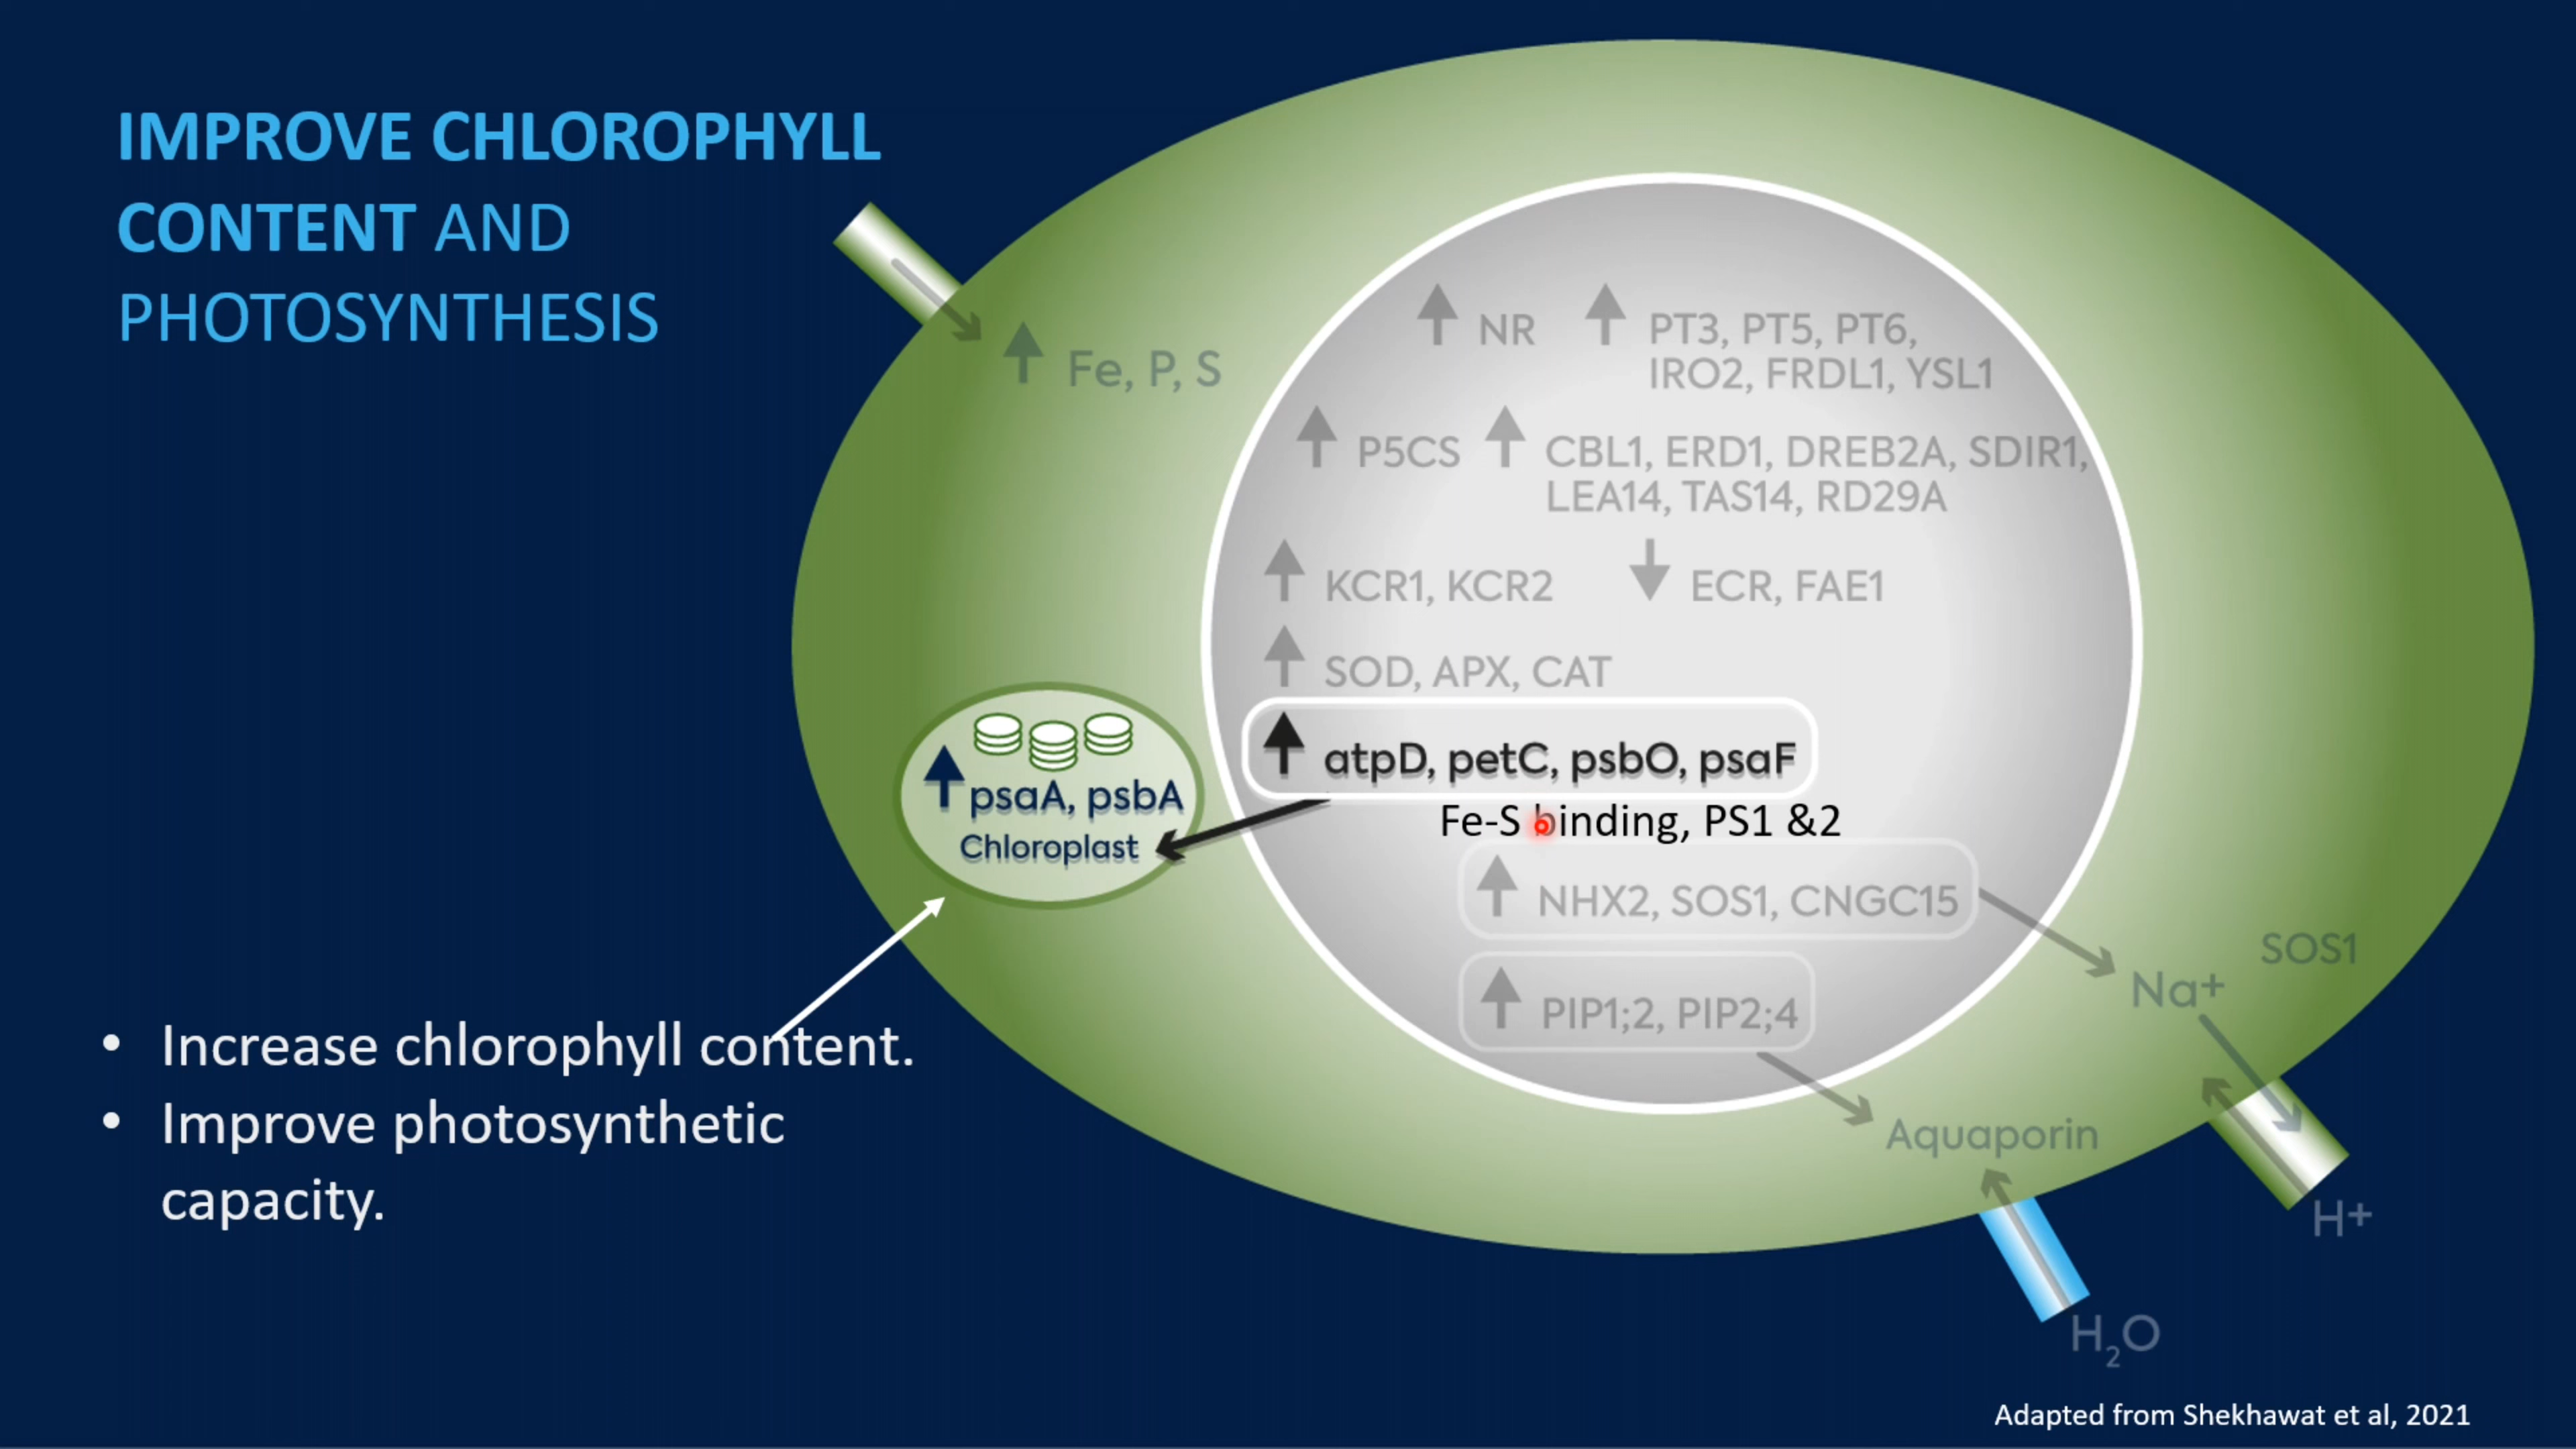 IMPROVE CHLOROPHYLL
CONTENT AND
PHOTOSYNTHESIS
Fe, P, S
NR
PT3, PT5, PT6,
IRO2, FRDL1, YSL1
P5CS
CBL1, ERD1, DREB2A, SDIR1,
LEA14, TAS14, RD29A
KCR1, KCR2
ECR, FAE1
SOD, APX, CAT
atpD, petC, psbO, psaF
Fe-S binding, PS1 &2
psaA, psbA
Chloroplast
NHX2, SOS1, CNGC15
SOS1
Na+
PIP1;2, PIP2;4
Aquaporin
H+
H₂O
• Increase chlorophyll content.
• Improve photosynthetic
capacity.
Adapted from Shekhawat et al, 2021